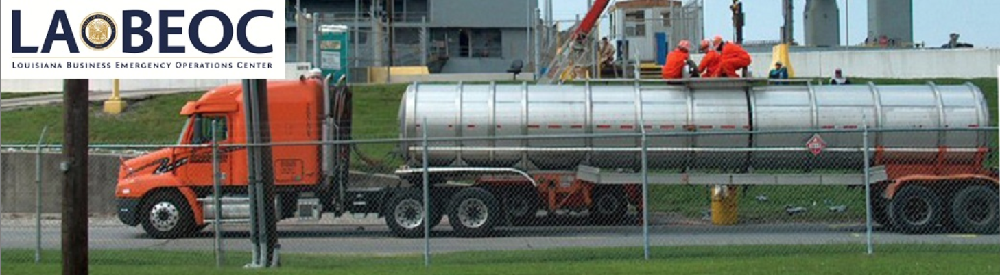 LA BEOC
LOUISIANA BUSINESS EMERGENCY OPERATIONS CENTER